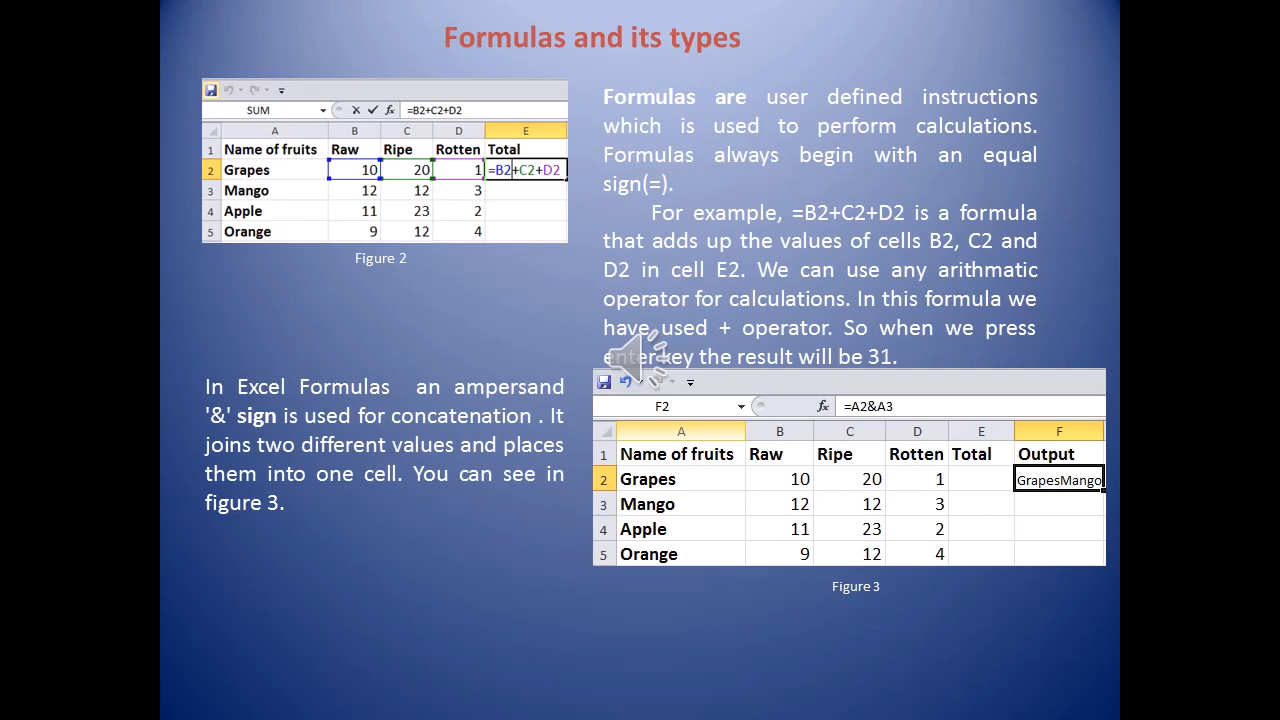 Formulas and its types
SUM =B2+C2+D2
A B C D E
1 Name of fruits Raw Ripe Rotten Total
2 Grapes 10 20 1 =B2+C2+D2
3 Mango 12 12 3
4 Apple 11 23 2
5 Orange 9 12 4
Figure 2
Formulas are user defined instructions
which is used to perform calculations.
Formulas always begin with an equal
sign(=).
For example, =B2+C2+D2 is a formula
that adds up the values of cells B2, C2 and
D2 in cell E2. We can use any arithmatic
operator for calculations. In this formula we
have used + operator. So when we press
enter key the result will be 31.
In Excel Formulas an ampersand
'&' sign is used for concatenation . It
joins two different values and places
them into one cell. You can see in
figure 3.
F2 fx =A2&A3
A B C D E F
1 Name of fruits Raw Ripe Rotten Total Output
2 Grapes 10 20 1 GrapesMango
3 Mango 12 12 3
4 Apple 11 23 2
5 Orange 9 12 4
Figure 3